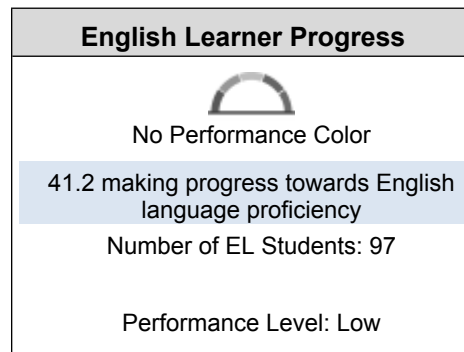 English Learner Progress
No Performance Color
41.2 making progress towards English
language proficiency
Number of EL Students: 97
Performance Level: Low